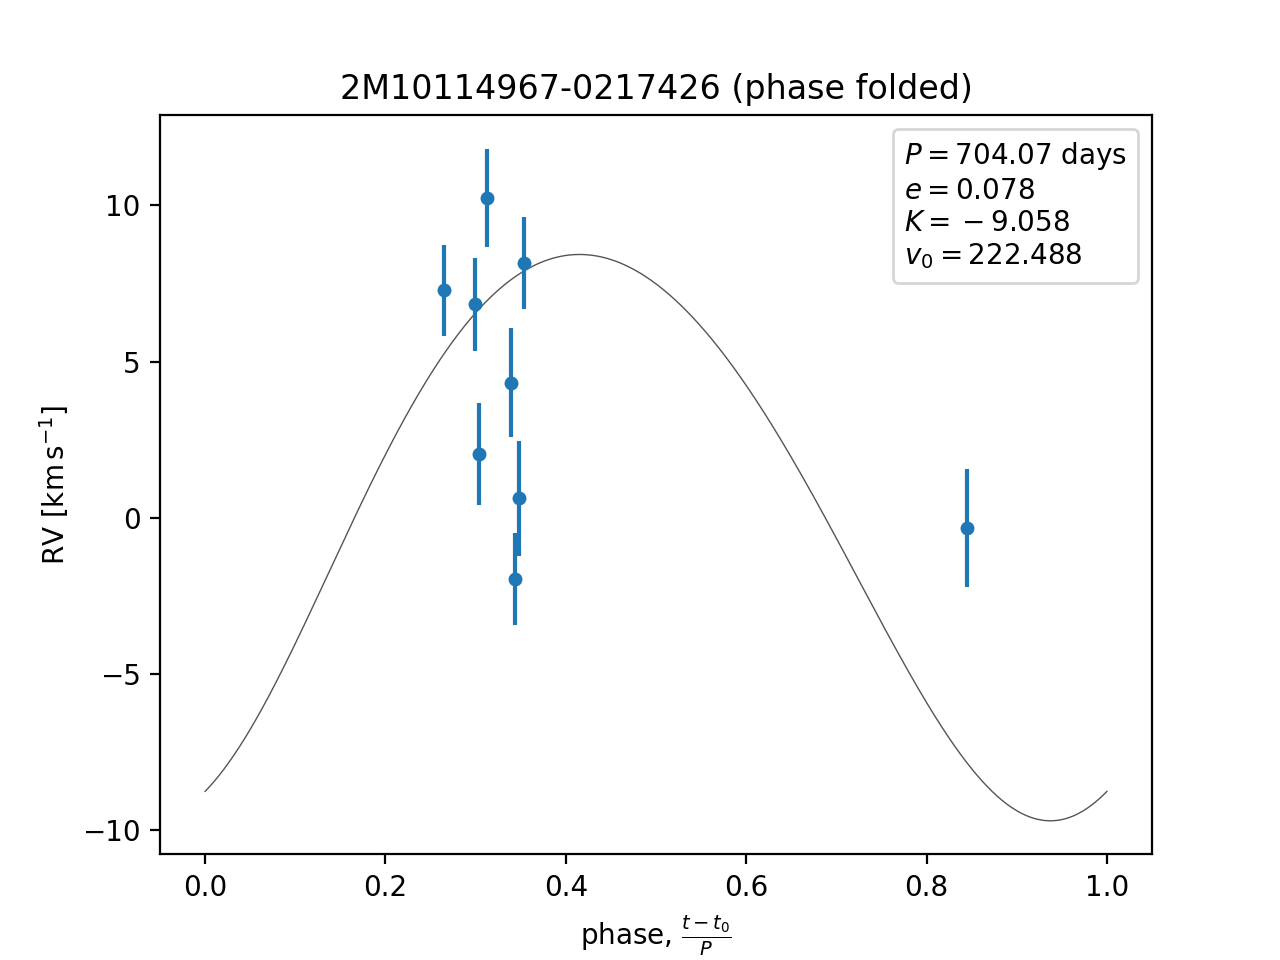 2M10114967-0217426 (phase folded)
P = 704.07 days
e = 0.078
K = −9.058
v₀ = 222.488
RV [km s⁻¹]
10
5
0
−5
−10
0.0 0.2 0.4 0.6 0.8 1.0
phase, (t − t₀)/P